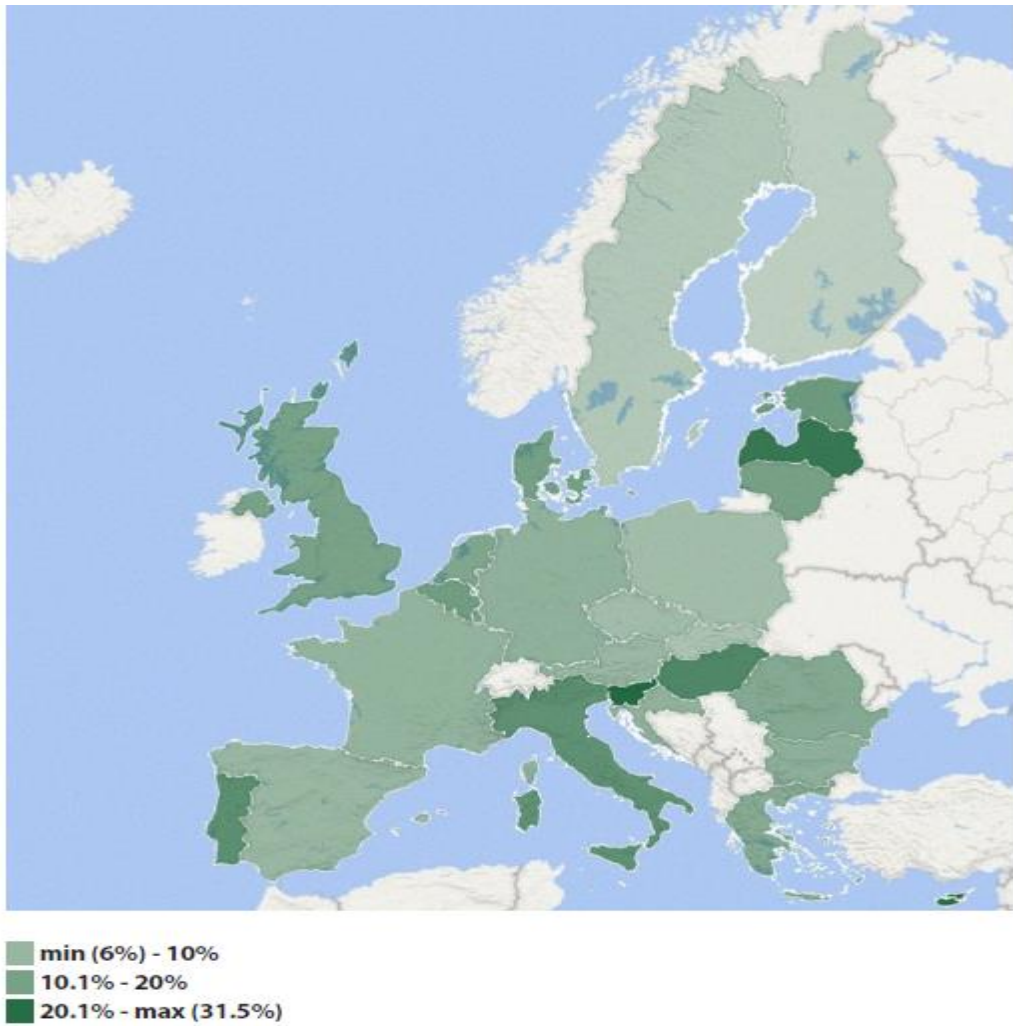 min (6%) - 10%
10.1% - 20%
20.1% - max (31.5%)